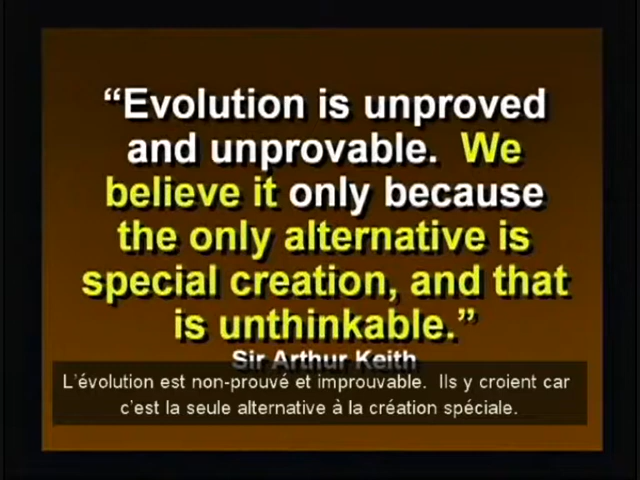 “Evolution is unproved
and unprovable. We
believe it only because
the only alternative is
special creation, and that
is unthinkable.”
Sir Arthur Keith
L'évolution est non-prouvé et improuvable. Ils y croient car
c'est la seule alternative à la création spéciale.